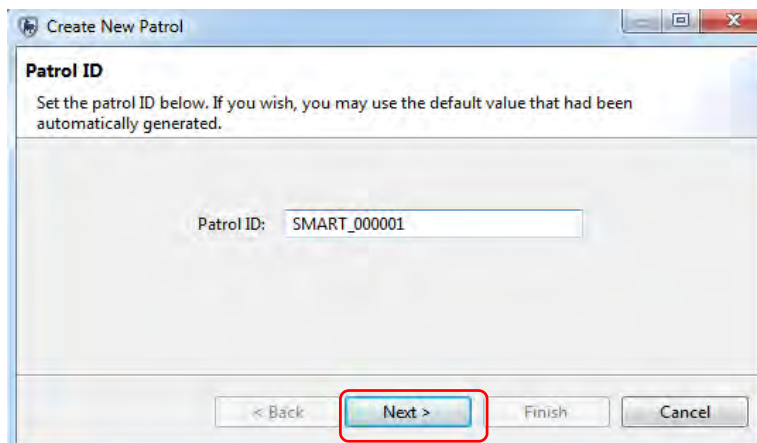 Create New Patrol
Patrol ID
Set the patrol ID below. If you wish, you may use the default value that had been
automatically generated.
Patrol ID: SMART_000001
< Back Next > Finish Cancel